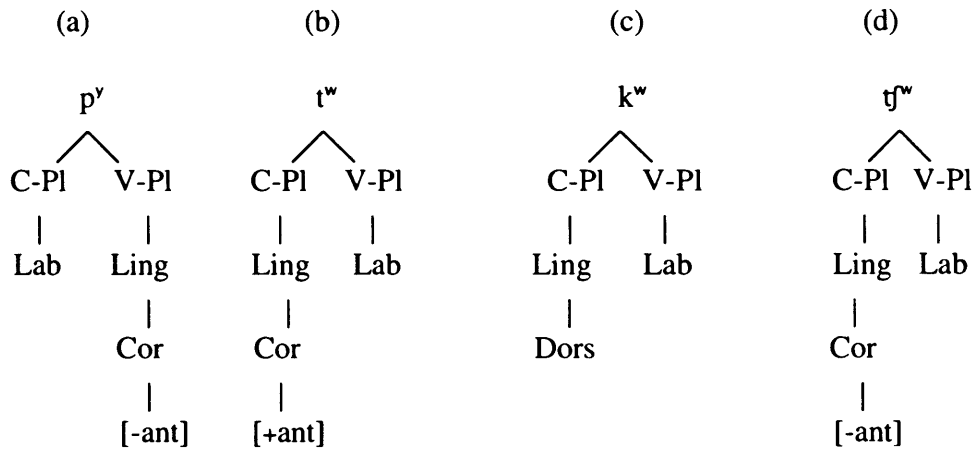 (a) (b) (c) (d)
pʸ tʷ kʷ tʃʷ
C-Pl V-Pl C-Pl V-Pl C-Pl V-Pl C-Pl V-Pl
Lab Ling Ling Lab Ling Lab Ling Lab
Cor Cor Dors Cor
[-ant] [+ant] [-ant]